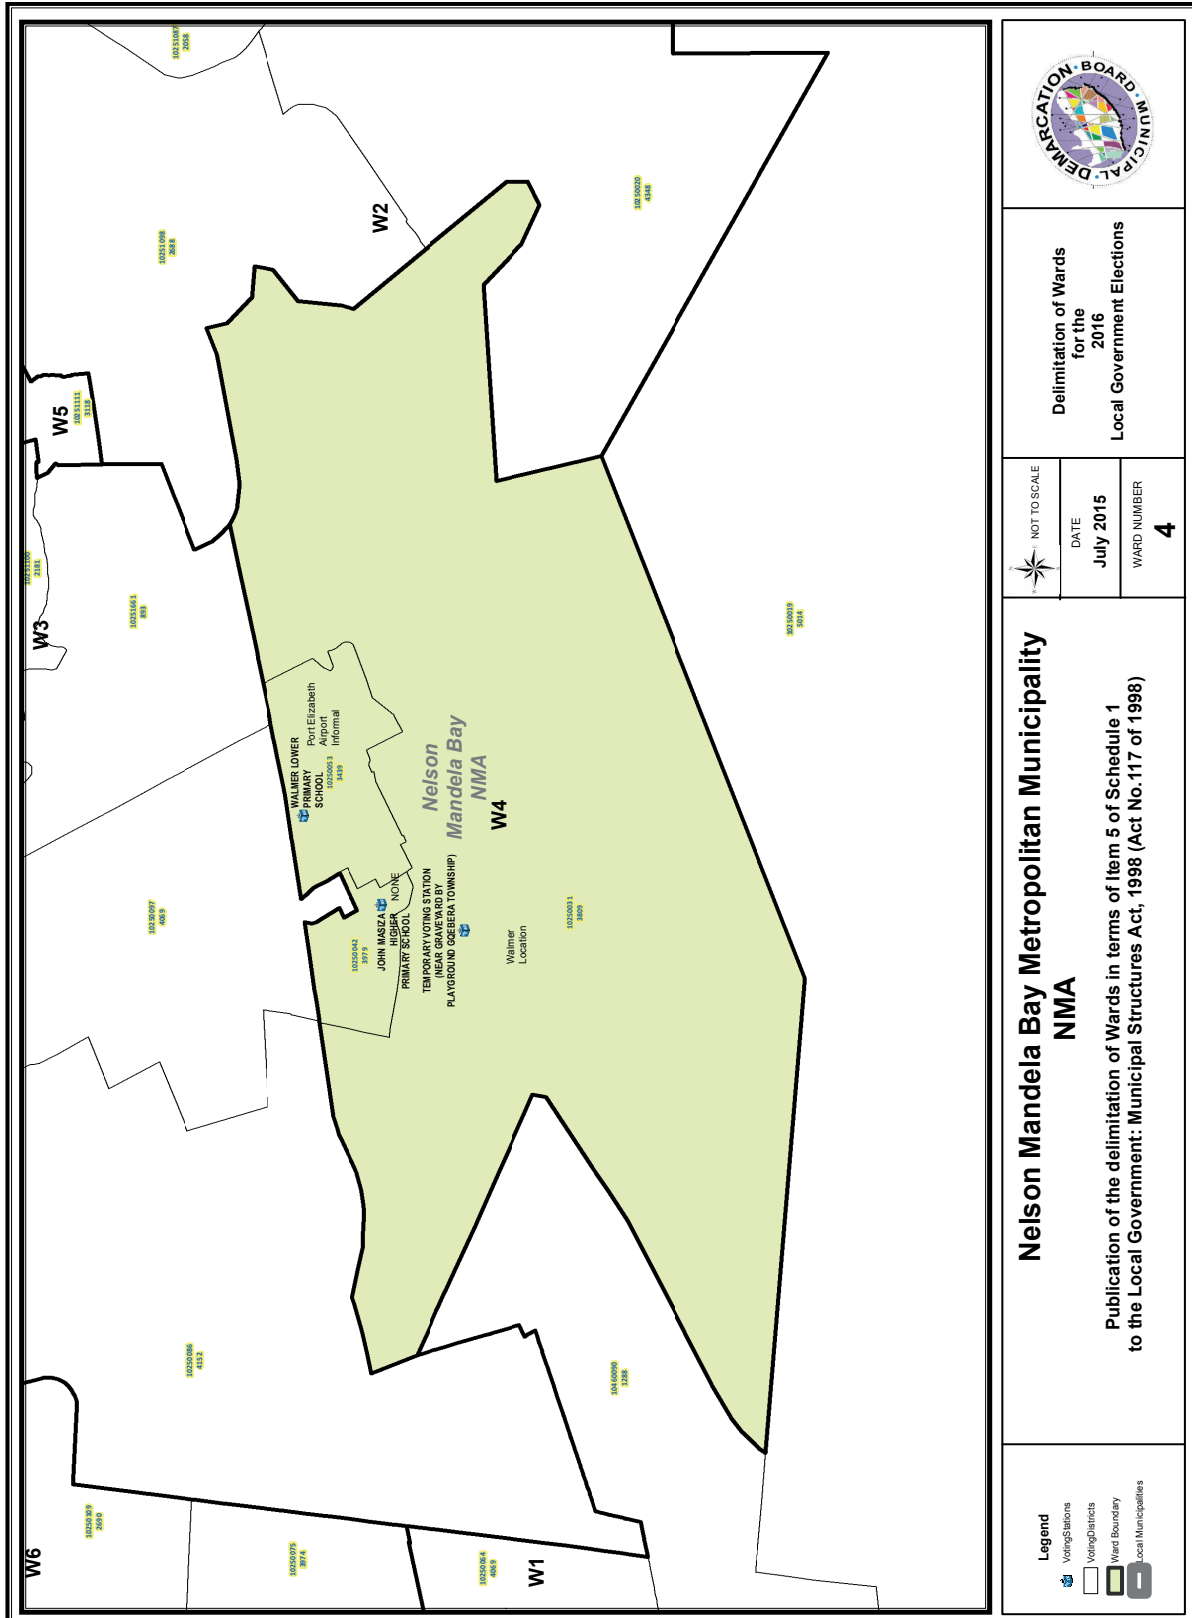 W6
10250109
2690
10250075
3974
10250064
4069
W1
10250086
4152
10460090
1288
10250097
4069
W3
10251100
2181
10251661
893
W5
10251111
3118
10251098
2688
10251087
2058
W2
10250020
4348
10250019
5014
WALMER LOWER
PRIMARY
SCHOOL
Port Elizabeth
Airport
Informal
10250053
3439
10250042
3979
JOHN MASIZA
HIGHER
PRIMARY SCHOOL
NONE
TEMPORARY VOTING STATION
(NEAR GRAVEYARD BY
PLAYGROUND GQEBERA TOWNSHIP)
Nelson
Mandela Bay
NMA
W4
Walmer
Location
10250031
3809
Legend
VotingStations
VotingDistricts
Ward Boundary
Local Municipalities
Nelson Mandela Bay Metropolitan Municipality
NMA
Publication of the delimitation of Wards in terms of Item 5 of Schedule 1
to the Local Government: Municipal Structures Act, 1998 (Act No.117 of 1998)
N
E
S
W
NOT TO SCALE
DATE
July 2015
WARD NUMBER
4
Delimitation of Wards
for the
2016
Local Government Elections
MUNICIPAL • DEMARCATION • BOARD •